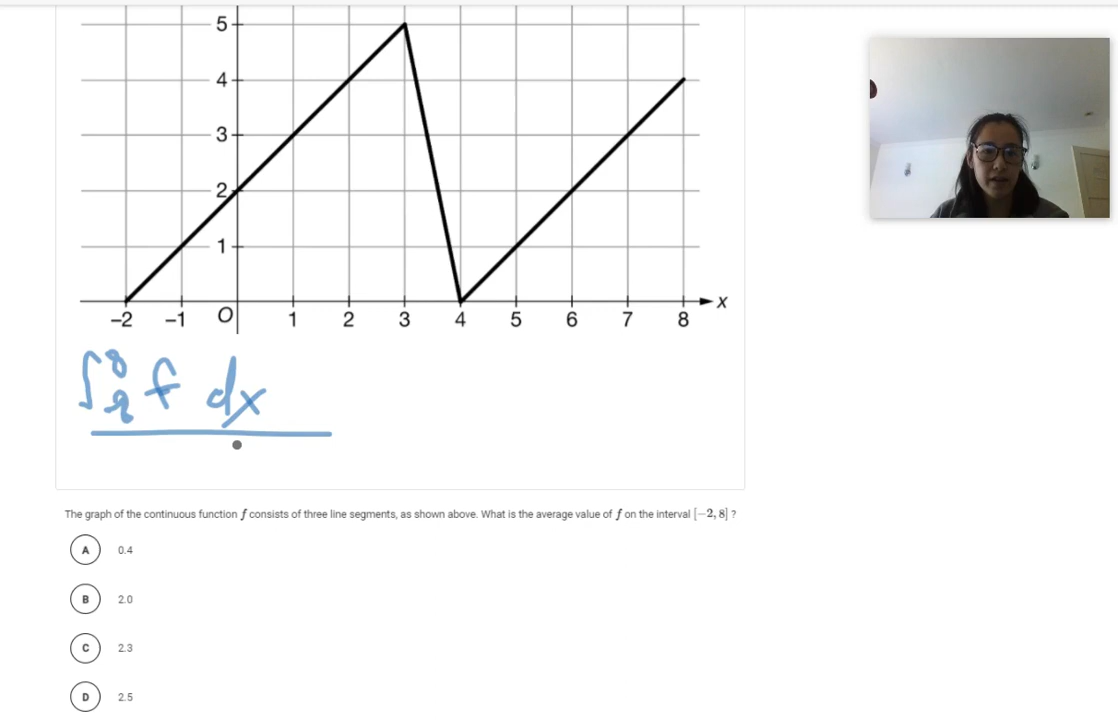 5
4
3
2
1
-2 -1 O 1 2 3 4 5 6 7 8 x
∫₂⁸ f dx
The graph of the continuous function f consists of three line segments, as shown above. What is the average value of f on the interval [−2, 8] ?
A 0.4
B 2.0
C 2.3
D 2.5